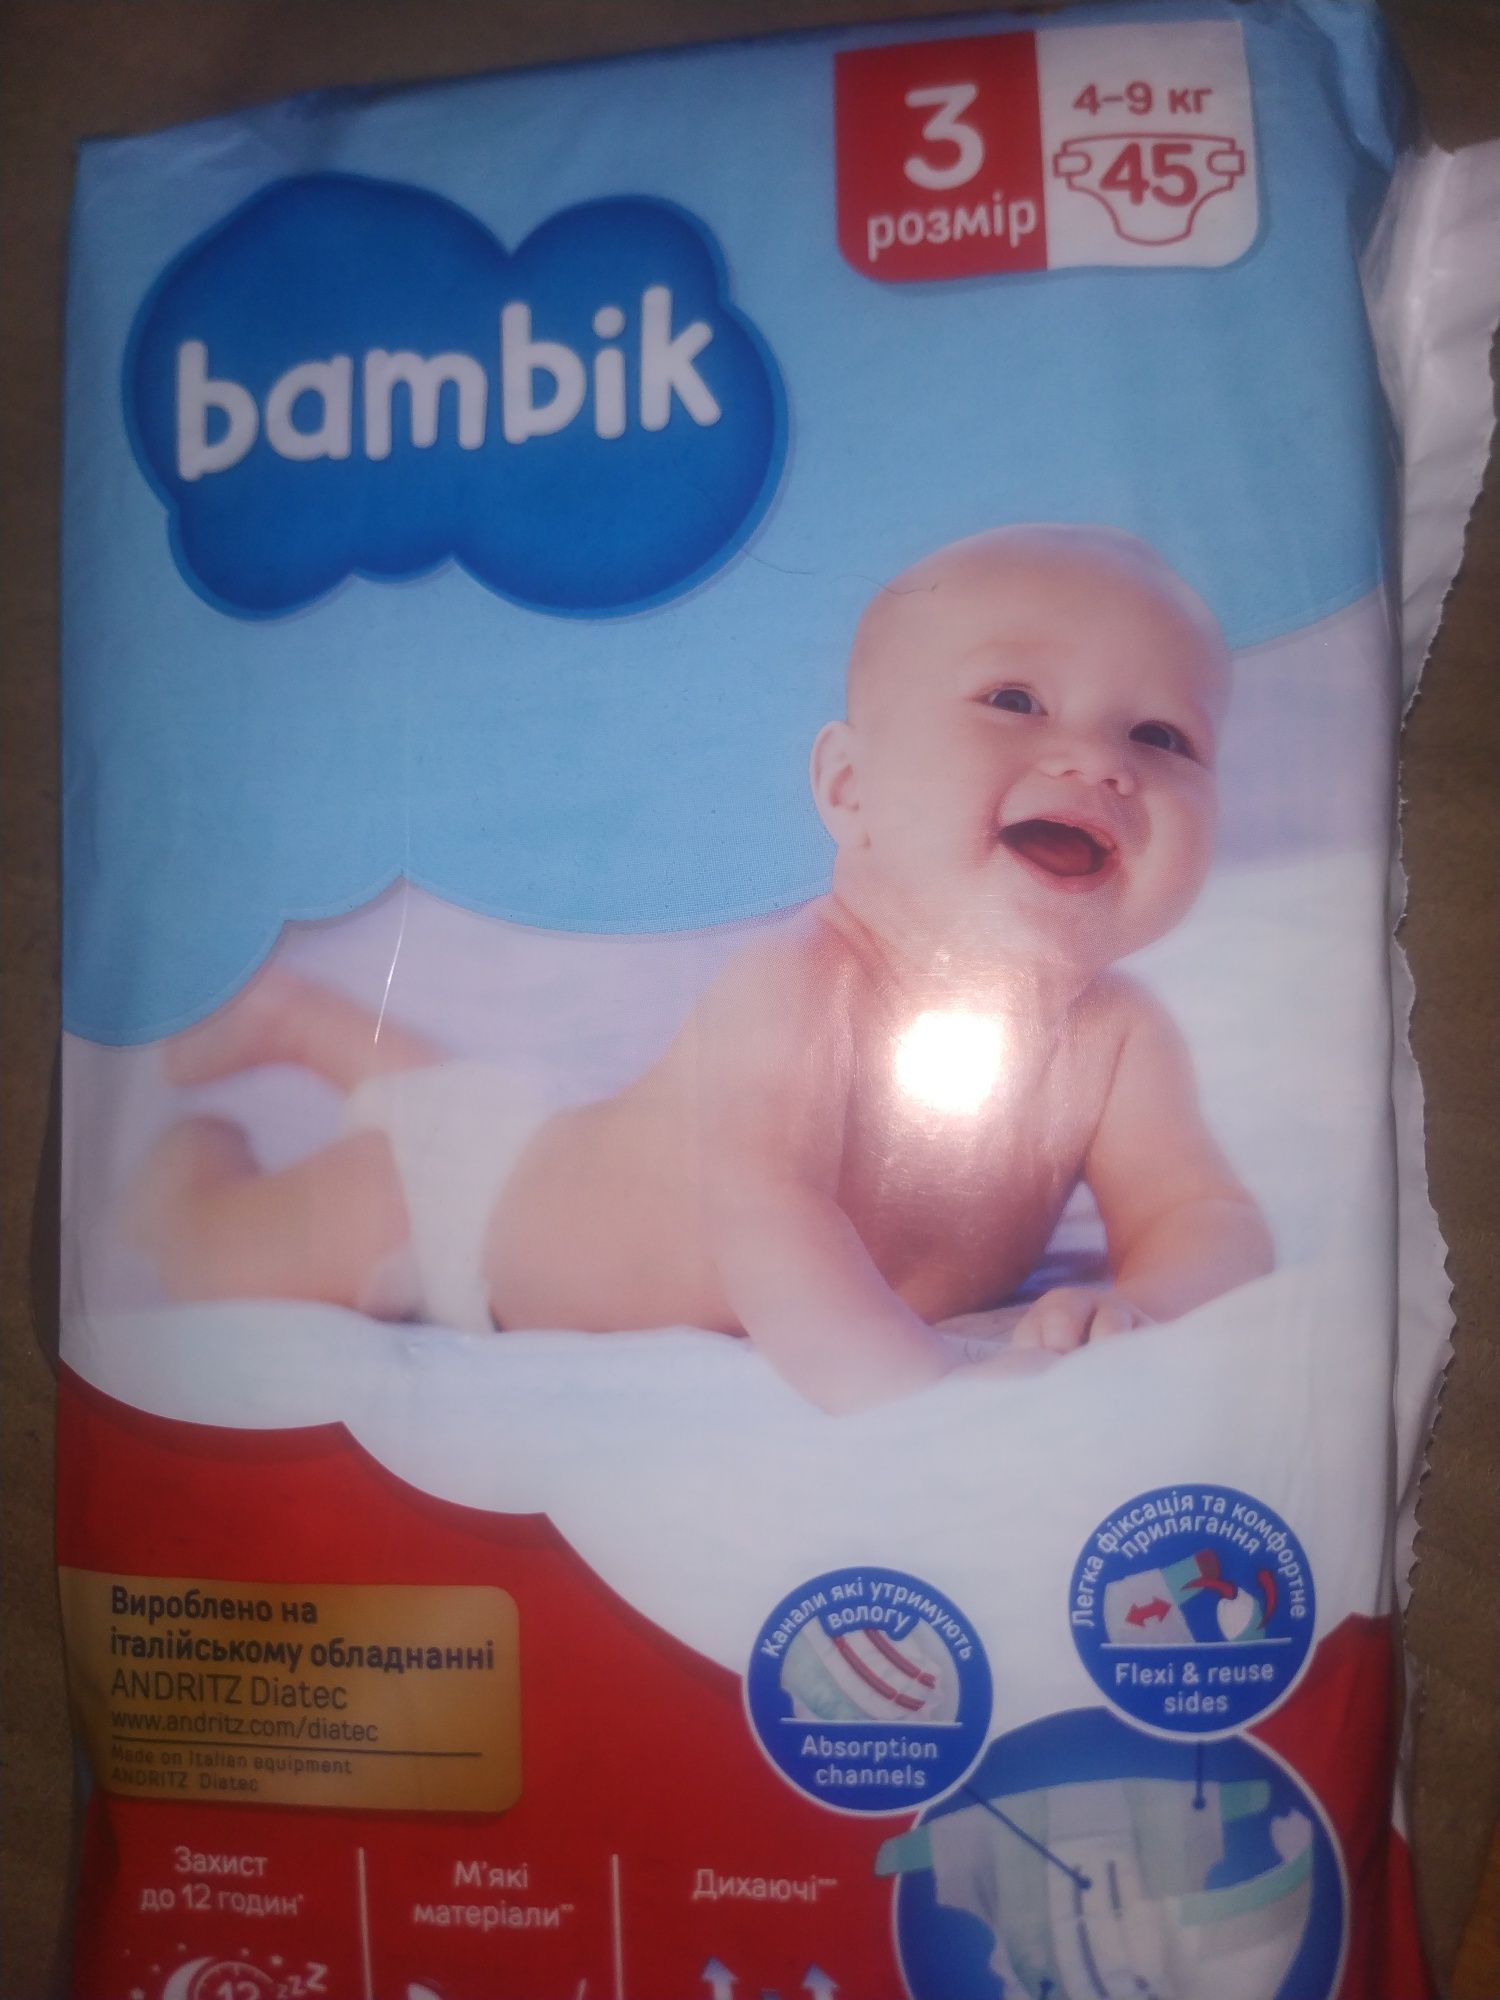 3
розмір
4-9 кг
45
bambik
Легка фіксація та комфортне
прилягання
Flexi & reuse
sides
Канали які утримують
вологу
Absorption
channels
Вироблено на
італійському обладнанні
ANDRITZ Diatec
www.andritz.com/diatec
Made on Italian equipment
ANDRITZ Diatec
Захист
до 12 годин*
М'які
матеріали**
Дихаючі***
12
zzZ